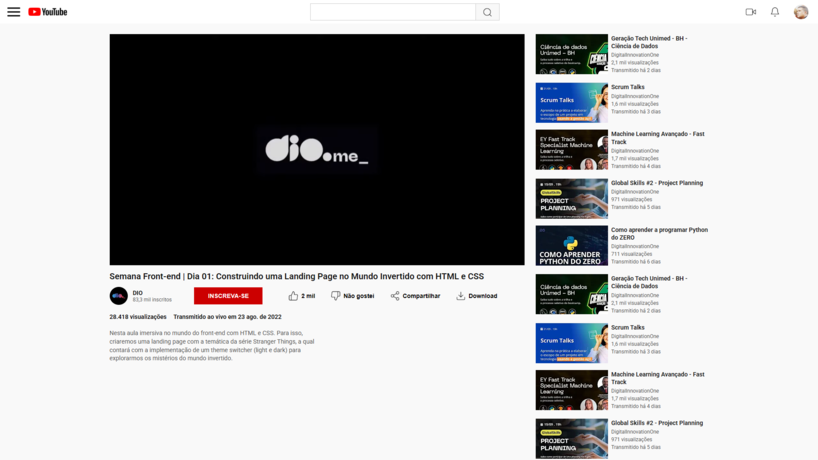 YouTube
dio.me_
Semana Front-end | Dia 01: Construindo uma Landing Page no Mundo Invertido com HTML e CSS
DIO
83,3 mil inscritos
INSCREVA-SE
2 mil
Não gostei
Compartilhar
Download
28.418 visualizações Transmitido ao vivo em 23 ago. de 2022
Nesta aula imersiva no mundo do front-end com HTML e CSS. Para isso,
criaremos uma landing page com a temática da série Stranger Things, a qual
contará com a implementação de um theme switcher (light e dark) para
explorarmos os mistérios do mundo invertido.
Ciência de dados
Unimed – BH
Geração Tech Unimed - BH -
Ciência de Dados
DigitalInnovationOne
2,1 mil visualizações
Transmitido há 2 dias
Scrum Talks
Scrum Talks
DigitalInnovationOne
1,6 mil visualizações
Transmitido há 3 dias
EY Fast Track
Specialist Machine
Learning
Machine Learning Avançado - Fast
Track
DigitalInnovationOne
1,7 mil visualizações
Transmitido há 4 dias
PROJECT
PLANNING
Global Skills #2 - Project Planning
DigitalInnovationOne
971 visualizações
Transmitido há 5 dias
COMO APRENDER
PYTHON DO ZERO
Como aprender a programar Python
do ZERO
DigitalInnovationOne
711 visualizações
Transmitido há 6 dias
Ciência de dados
Unimed – BH
Geração Tech Unimed - BH -
Ciência de Dados
DigitalInnovationOne
2,1 mil visualizações
Transmitido há 2 dias
Scrum Talks
Scrum Talks
DigitalInnovationOne
1,6 mil visualizações
Transmitido há 3 dias
EY Fast Track
Specialist Machine
Learning
Machine Learning Avançado - Fast
Track
DigitalInnovationOne
1,7 mil visualizações
Transmitido há 4 dias
PROJECT
PLANNING
Global Skills #2 - Project Planning
DigitalInnovationOne
971 visualizações
Transmitido há 5 dias